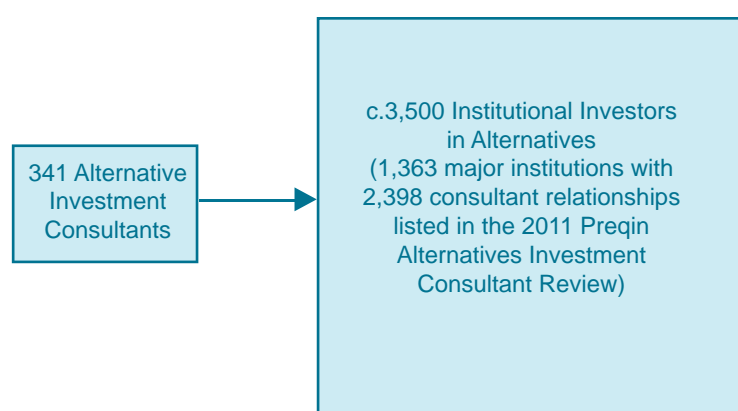 341 Alternative
Investment
Consultants
c.3,500 Institutional Investors
in Alternatives
(1,363 major institutions with
2,398 consultant relationships
listed in the 2011 Preqin
Alternatives Investment
Consultant Review)